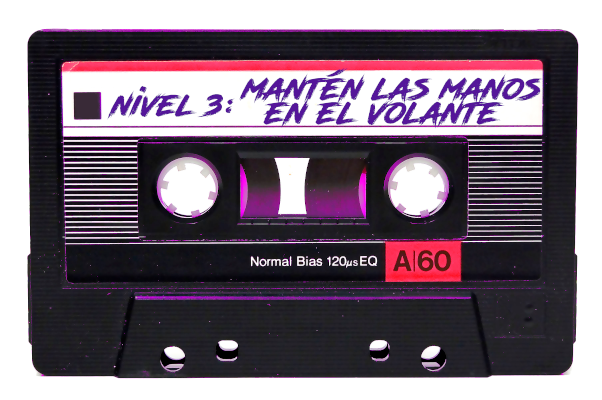 NIVEL 3: MANTÉN LAS MANOS
EN EL VOLANTE
Normal Bias 120µs EQ
A|60